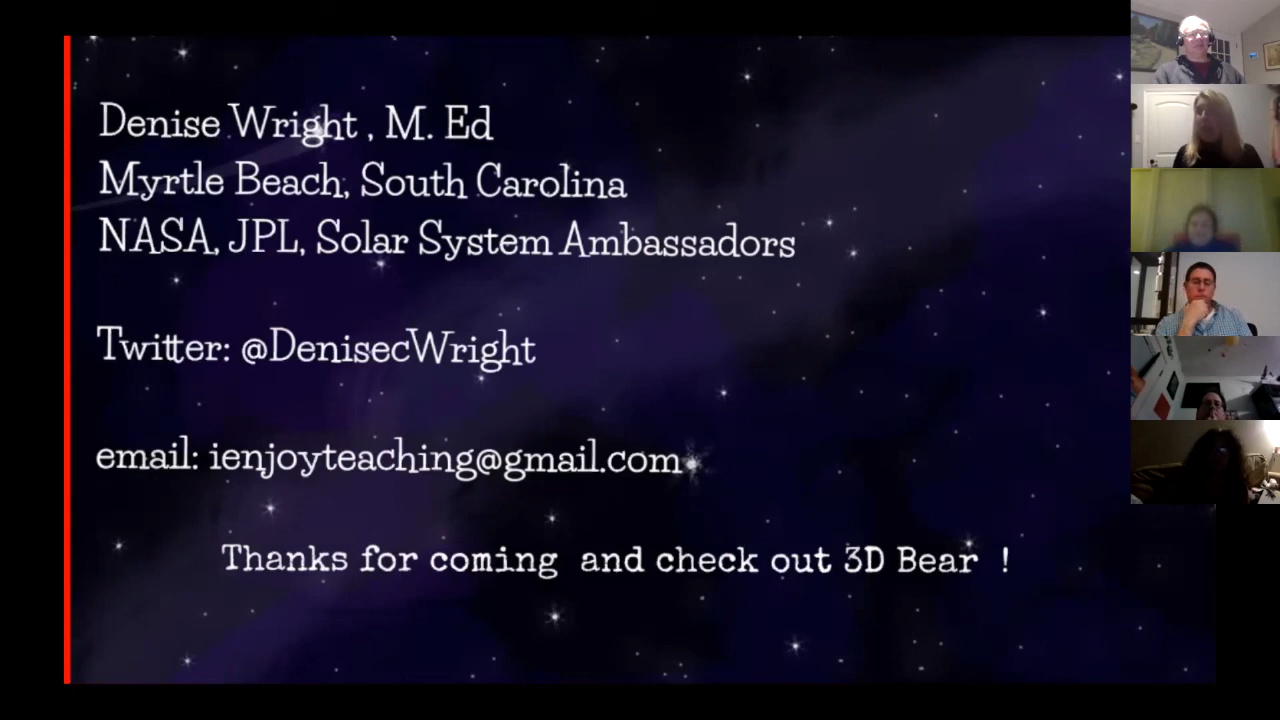 Denise Wright , M. Ed
Myrtle Beach, South Carolina
NASA, JPL, Solar System Ambassadors
Twitter: @DenisecWright
email: ienjoyteaching@gmail.com
Thanks for coming and check out 3D Bear !